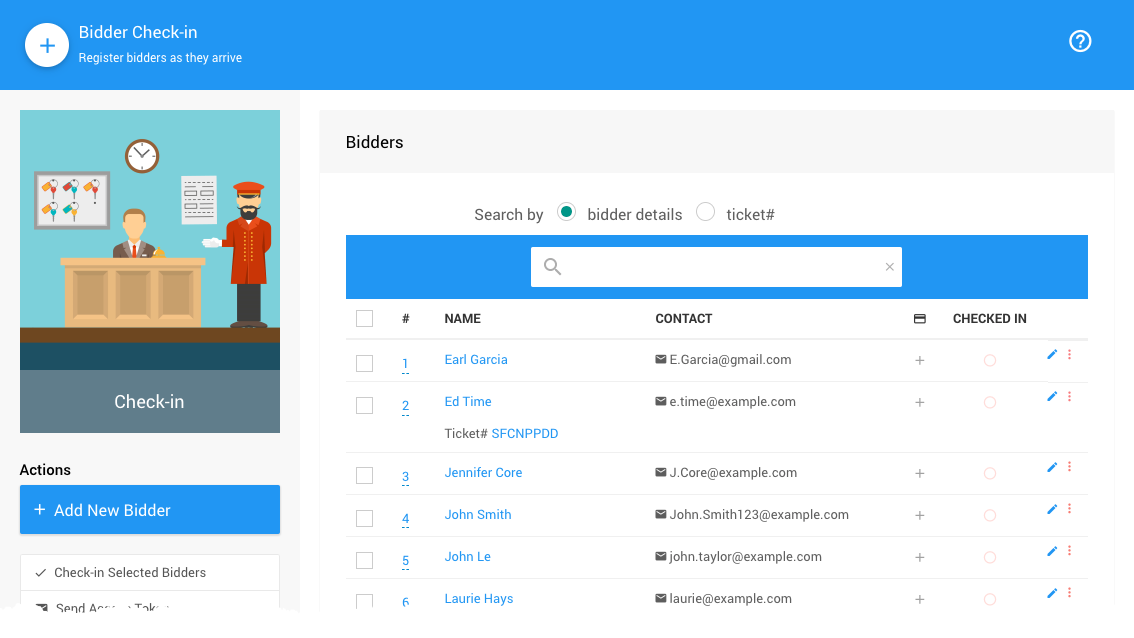 Bidder Check-in
Register bidders as they arrive
Check-in
Actions
+ Add New Bidder
Check-in Selected Bidders
Send
Bidders
Search by bidder details ticket#
# NAME CONTACT CHECKED IN
1 Earl Garcia E.Garcia@gmail.com
2 Ed Time e.time@example.com
Ticket# SFCNPPDD
3 Jennifer Core J.Core@example.com
4 John Smith John.Smith123@example.com
5 John Le john.taylor@example.com
6 Laurie Hays laurie@example.com